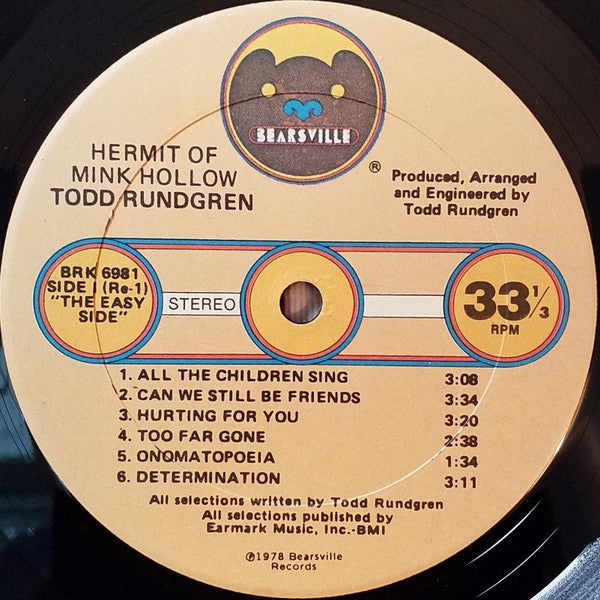 BEARSVILLE
®
HERMIT OF
MINK HOLLOW
TODD RUNDGREN
Produced, Arranged
and Engineered by
Todd Rundgren
BRK 6981
SIDE 1 (Re-1)
"THE EASY
SIDE"
STEREO
33 1/3
RPM
1. ALL THE CHILDREN SING 3:08
2. CAN WE STILL BE FRIENDS 3:34
3. HURTING FOR YOU 3:20
4. TOO FAR GONE 2:38
5. ONOMATOPOEIA 1:34
6. DETERMINATION 3:11
All selections written by Todd Rundgren
All selections published by
Earmark Music, Inc.-BMI
℗1978 Bearsville
Records